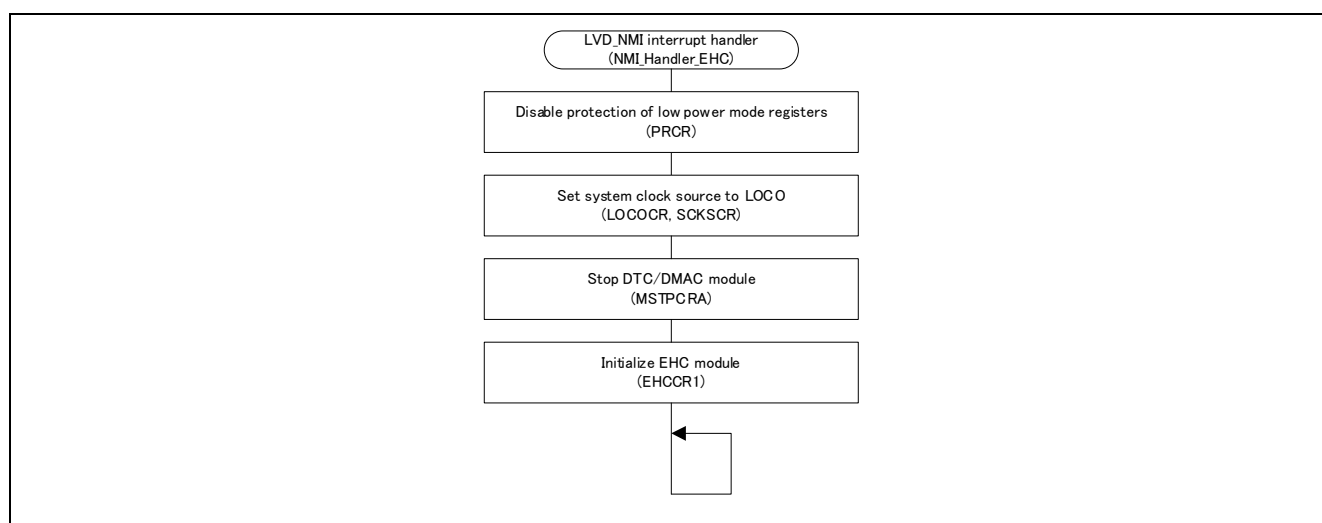 LVD_NMI interrupt handler
(NMI_Handler_EHC)
Disable protection of low power mode registers
(PRCR)
Set system clock source to LOCO
(LOCOCR, SCKSCR)
Stop DTC/DMAC module
(MSTPCRA)
Initialize EHC module
(EHCCR1)